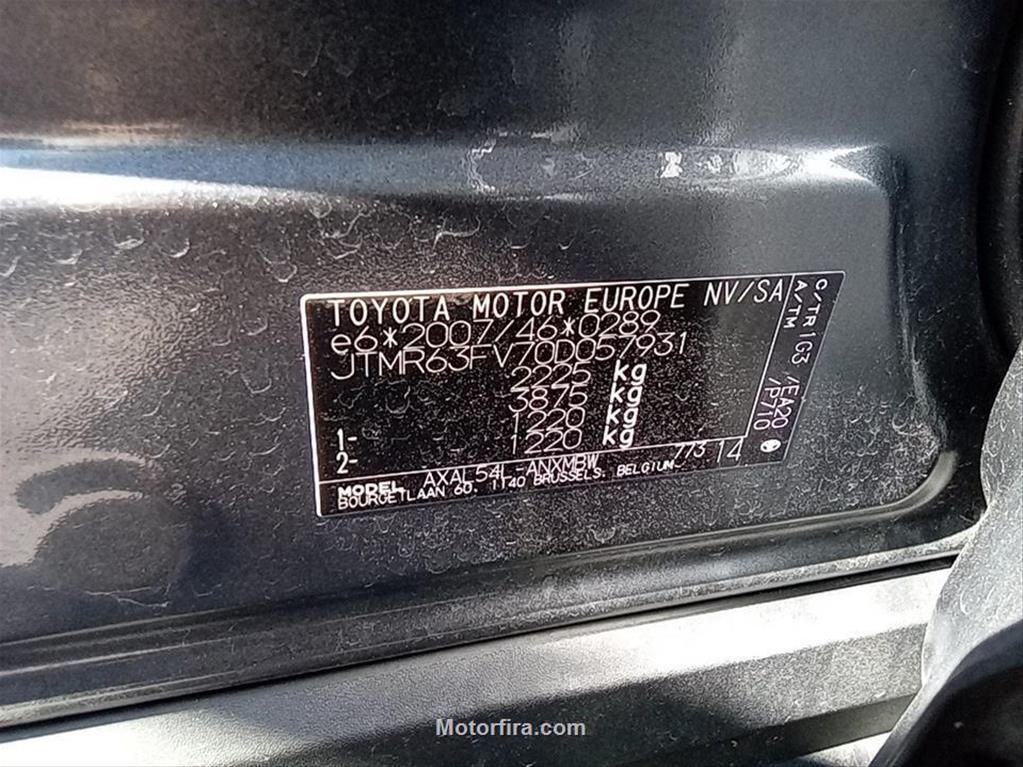 TOYOTA MOTOR EUROPE NV/SA
e6*2007/46*0289
JTMR63FV70D057931
2225 kg
3875 kg
1- 1220 kg
2- 1220 kg
MODEL AXAL54L-ANXMBW 773 14
BOURGETLAAN 60, 1140 BRUSSELS, BELGIUM
C/TR 1G3 /EA20
A/TM /P710
Motorfira.com